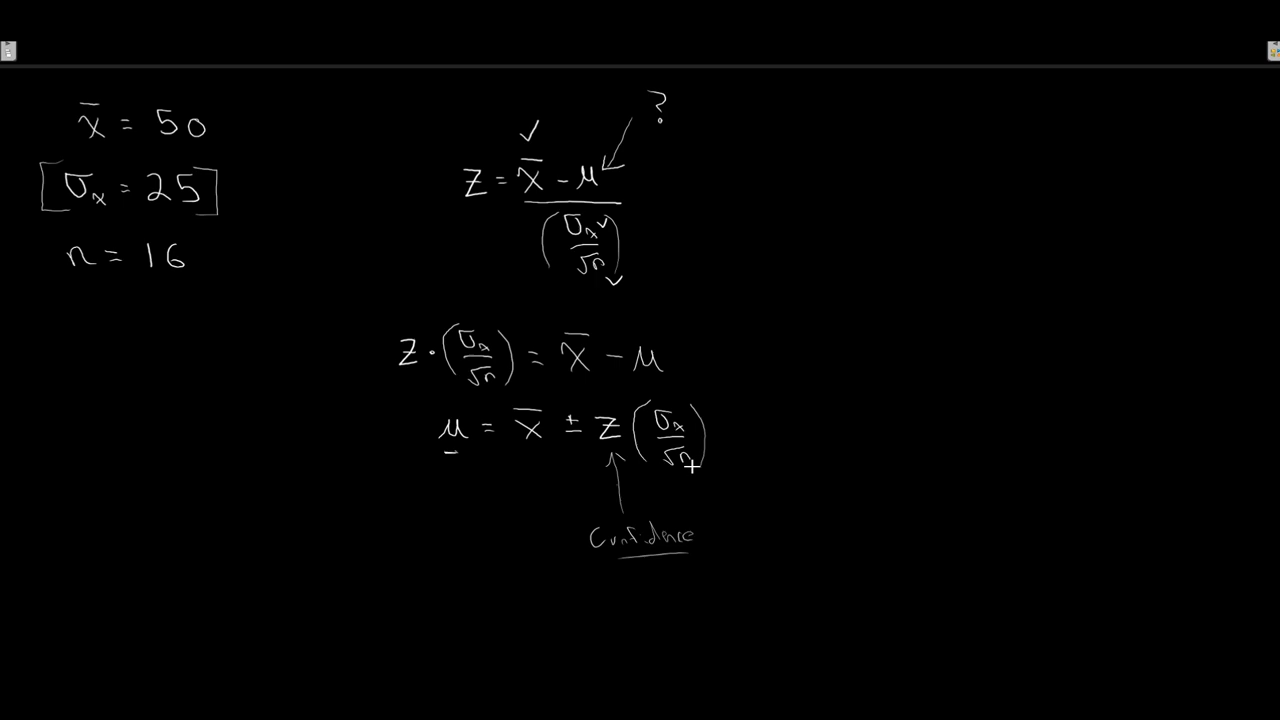 x̄ = 50
[σₓ = 25]
n = 16
?
z = (x̄ − μ) / (σₓ/√n)
z · (σₓ/√n) = x̄ − μ
μ = x̄ ± z (σₓ/√n)
Confidence